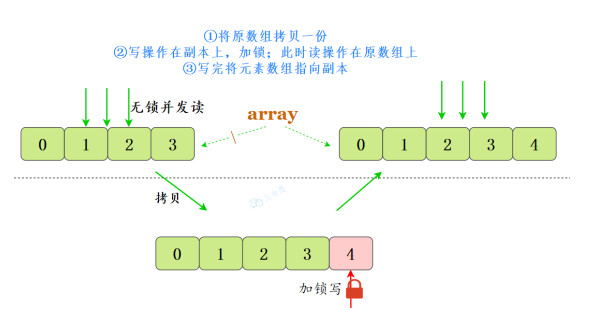 ①将原数组拷贝一份
②写操作在副本上，加锁；此时读操作在原数组上
③写完将元素数组指向副本
无锁并发读
array
0 1 2 3
0 1 2 3 4
拷贝
0 1 2 3 4
加锁写